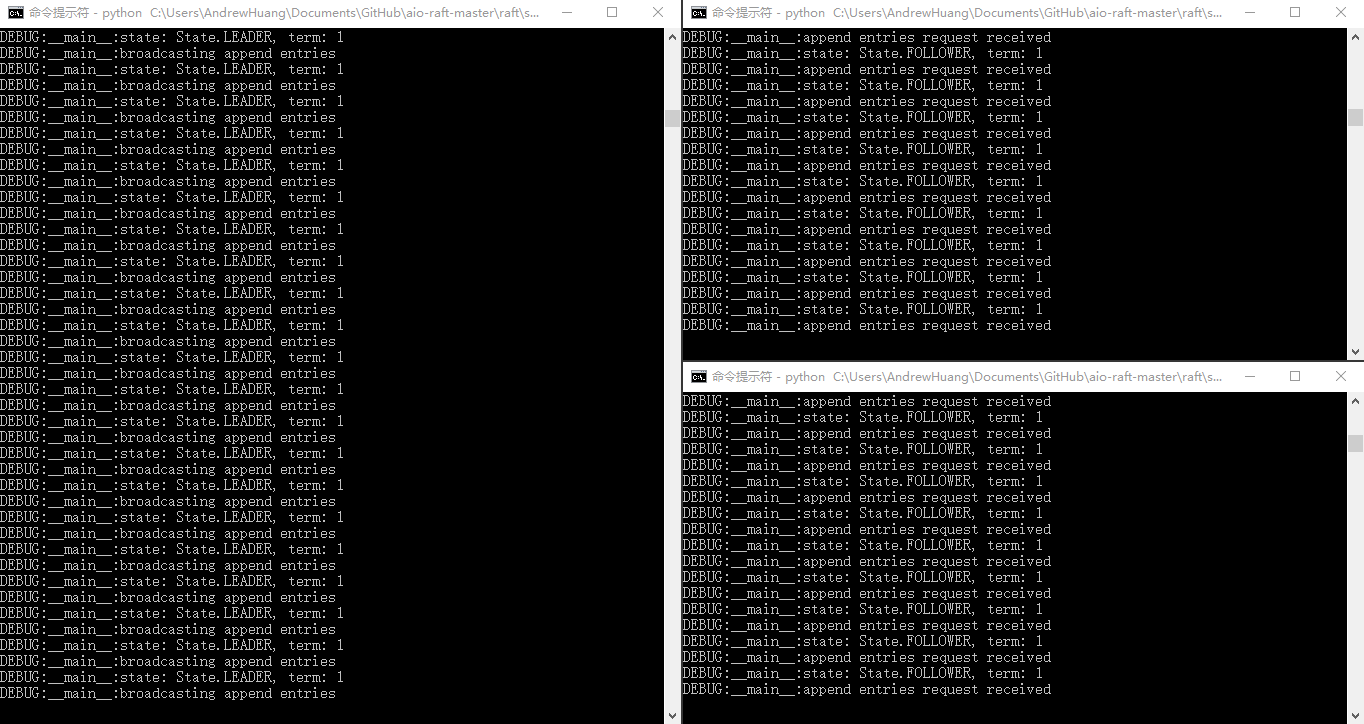 命令提示符 - python C:\Users\AndrewHuang\Documents\GitHub\aio-raft-master\raft\s...
DEBUG:__main__:state: State.LEADER, term: 1
DEBUG:__main__:broadcasting append entries
DEBUG:__main__:state: State.LEADER, term: 1
DEBUG:__main__:broadcasting append entries
DEBUG:__main__:state: State.LEADER, term: 1
DEBUG:__main__:broadcasting append entries
DEBUG:__main__:state: State.LEADER, term: 1
DEBUG:__main__:broadcasting append entries
DEBUG:__main__:state: State.LEADER, term: 1
DEBUG:__main__:broadcasting append entries
DEBUG:__main__:state: State.LEADER, term: 1
DEBUG:__main__:broadcasting append entries
DEBUG:__main__:state: State.LEADER, term: 1
DEBUG:__main__:broadcasting append entries
DEBUG:__main__:state: State.LEADER, term: 1
DEBUG:__main__:broadcasting append entries
DEBUG:__main__:state: State.LEADER, term: 1
DEBUG:__main__:broadcasting append entries
DEBUG:__main__:state: State.LEADER, term: 1
DEBUG:__main__:broadcasting append entries
DEBUG:__main__:state: State.LEADER, term: 1
DEBUG:__main__:broadcasting append entries
DEBUG:__main__:state: State.LEADER, term: 1
DEBUG:__main__:broadcasting append entries
DEBUG:__main__:state: State.LEADER, term: 1
DEBUG:__main__:broadcasting append entries
DEBUG:__main__:state: State.LEADER, term: 1
DEBUG:__main__:broadcasting append entries
DEBUG:__main__:state: State.LEADER, term: 1
DEBUG:__main__:broadcasting append entries
DEBUG:__main__:state: State.LEADER, term: 1
DEBUG:__main__:broadcasting append entries
DEBUG:__main__:state: State.LEADER, term: 1
DEBUG:__main__:broadcasting append entries
DEBUG:__main__:state: State.LEADER, term: 1
DEBUG:__main__:broadcasting append entries
DEBUG:__main__:state: State.LEADER, term: 1
DEBUG:__main__:broadcasting append entries
DEBUG:__main__:state: State.LEADER, term: 1
DEBUG:__main__:broadcasting append entries
DEBUG:__main__:state: State.LEADER, term: 1
DEBUG:__main__:broadcasting append entries
命令提示符 - python C:\Users\AndrewHuang\Documents\GitHub\aio-raft-master\raft\s...
DEBUG:__main__:append entries request received
DEBUG:__main__:state: State.FOLLOWER, term: 1
DEBUG:__main__:append entries request received
DEBUG:__main__:state: State.FOLLOWER, term: 1
DEBUG:__main__:append entries request received
DEBUG:__main__:state: State.FOLLOWER, term: 1
DEBUG:__main__:append entries request received
DEBUG:__main__:state: State.FOLLOWER, term: 1
DEBUG:__main__:append entries request received
DEBUG:__main__:state: State.FOLLOWER, term: 1
DEBUG:__main__:append entries request received
DEBUG:__main__:state: State.FOLLOWER, term: 1
DEBUG:__main__:append entries request received
DEBUG:__main__:state: State.FOLLOWER, term: 1
DEBUG:__main__:append entries request received
DEBUG:__main__:state: State.FOLLOWER, term: 1
DEBUG:__main__:append entries request received
DEBUG:__main__:state: State.FOLLOWER, term: 1
DEBUG:__main__:append entries request received
命令提示符 - python C:\Users\AndrewHuang\Documents\GitHub\aio-raft-master\raft\s...
DEBUG:__main__:append entries request received
DEBUG:__main__:state: State.FOLLOWER, term: 1
DEBUG:__main__:append entries request received
DEBUG:__main__:state: State.FOLLOWER, term: 1
DEBUG:__main__:append entries request received
DEBUG:__main__:state: State.FOLLOWER, term: 1
DEBUG:__main__:append entries request received
DEBUG:__main__:state: State.FOLLOWER, term: 1
DEBUG:__main__:append entries request received
DEBUG:__main__:state: State.FOLLOWER, term: 1
DEBUG:__main__:append entries request received
DEBUG:__main__:state: State.FOLLOWER, term: 1
DEBUG:__main__:append entries request received
DEBUG:__main__:state: State.FOLLOWER, term: 1
DEBUG:__main__:append entries request received
DEBUG:__main__:state: State.FOLLOWER, term: 1
DEBUG:__main__:append entries request received
DEBUG:__main__:state: State.FOLLOWER, term: 1
DEBUG:__main__:append entries request received